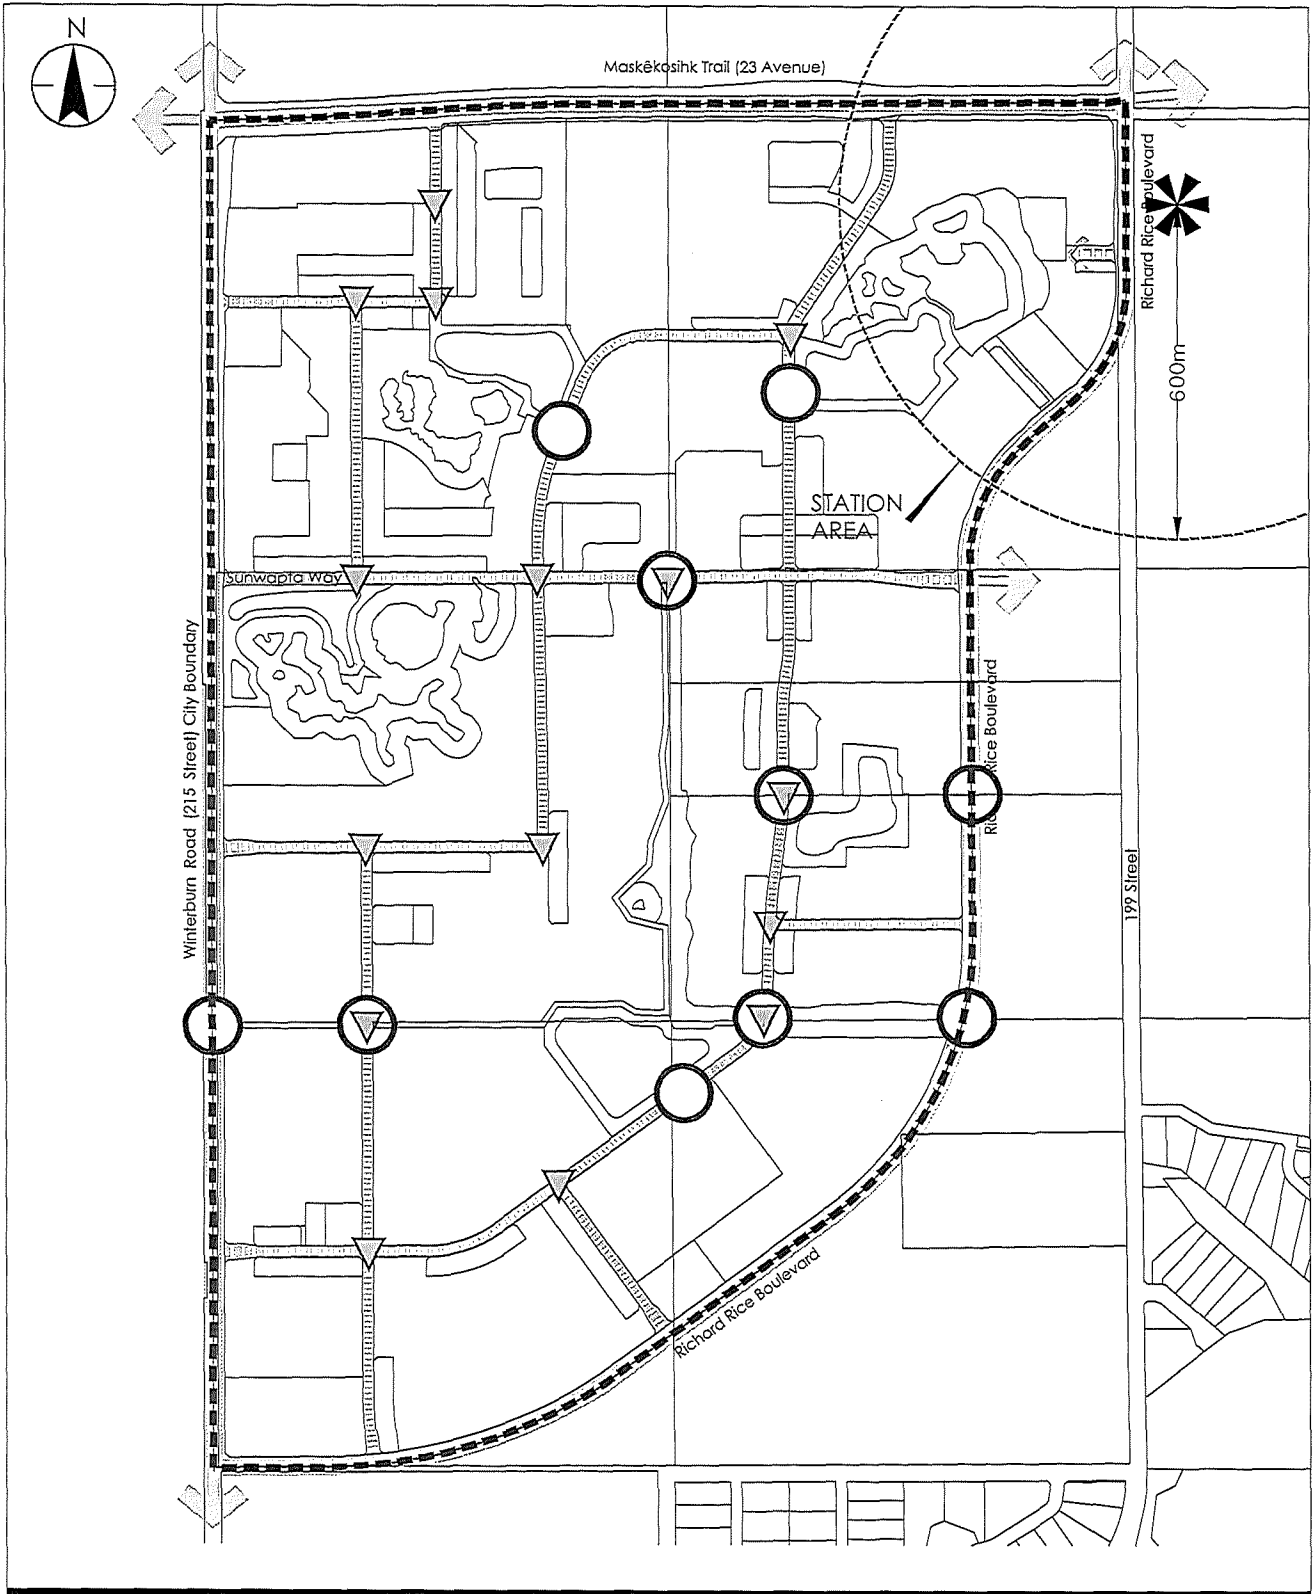 N
Maskêkosihk Trail (23 Avenue)
Richard Rice Boulevard
600m
STATION
AREA
Sunwapta Way
Winterburn Road (215 Street) City Boundary
Richard Rice Boulevard
199 Street
Richard Rice Boulevard